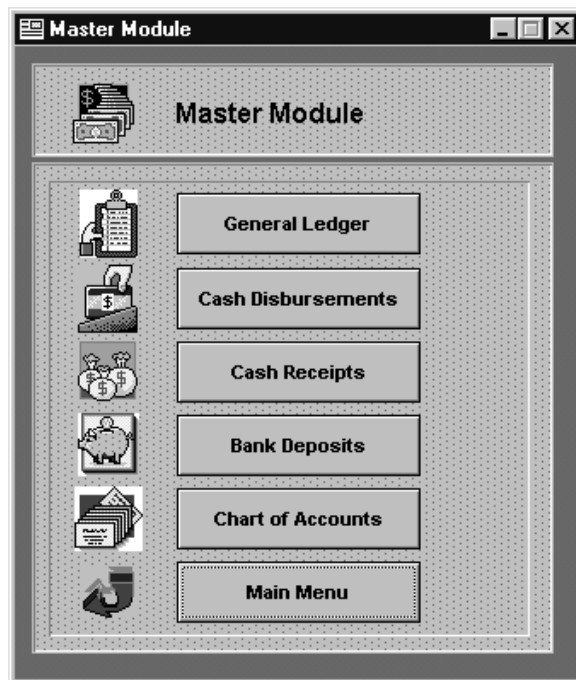 Master Module
Master Module
General Ledger
Cash Disbursements
Cash Receipts
Bank Deposits
Chart of Accounts
Main Menu